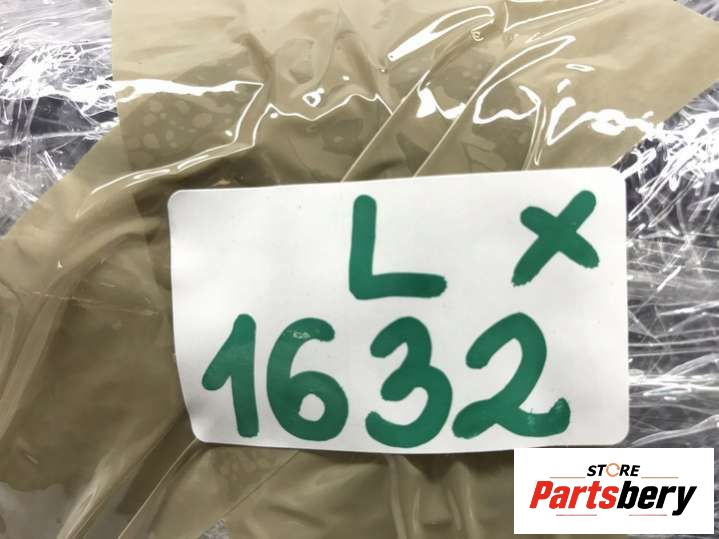 L X
1632
STORE
Partsbery